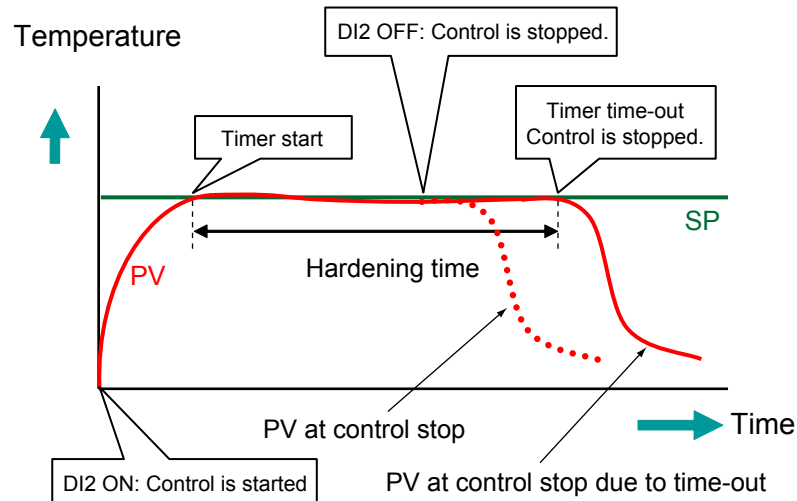 Temperature
DI2 OFF: Control is stopped.
Timer start
Timer time-out
Control is stopped.
SP
PV
Hardening time
PV at control stop
Time
DI2 ON: Control is started
PV at control stop due to time-out